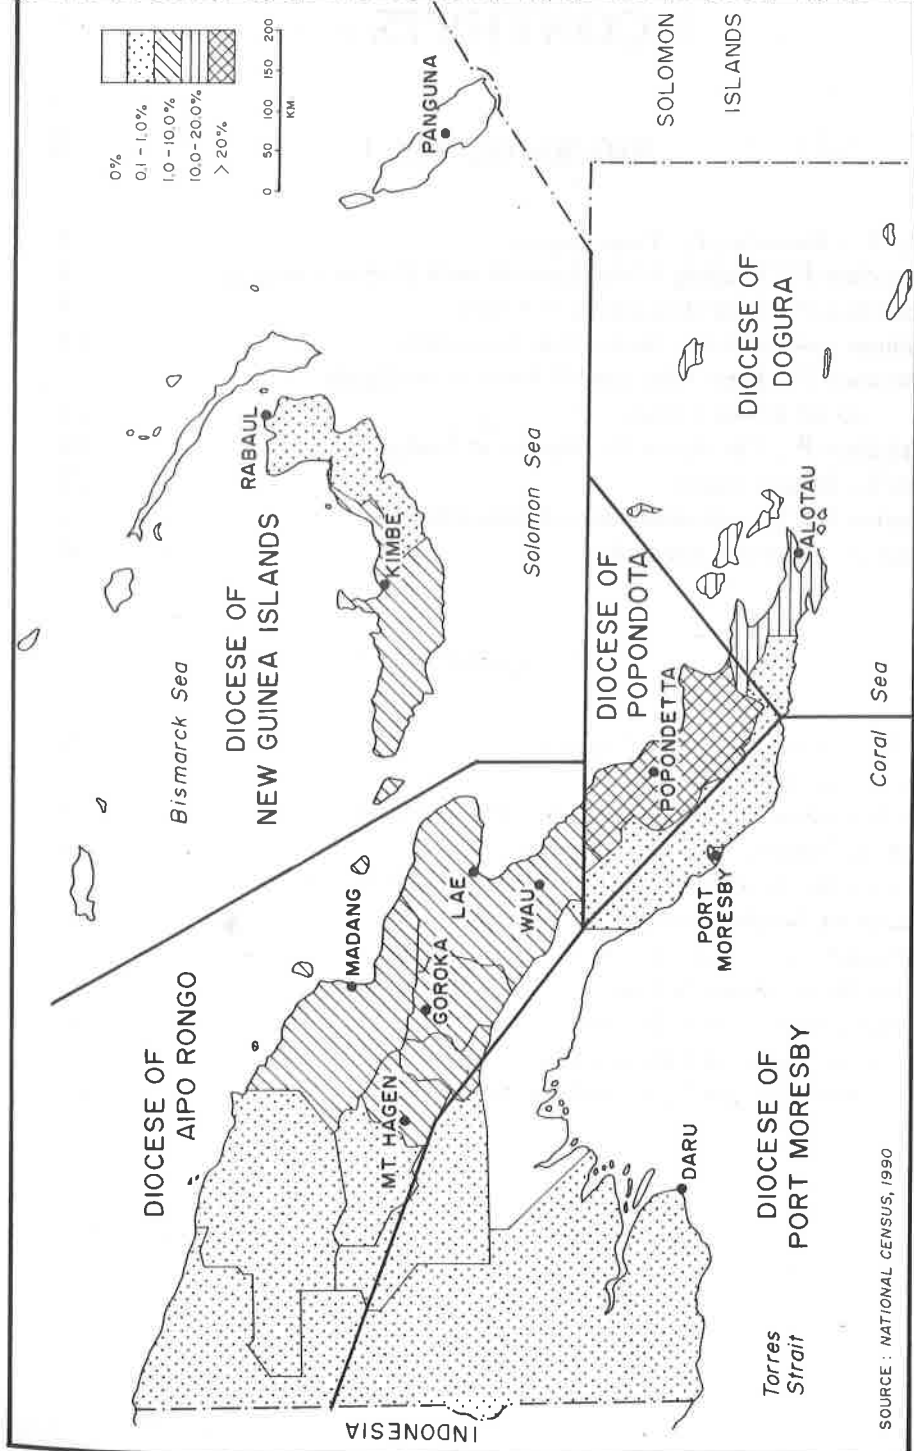 0%
0.1 - 1.0%
1.0 - 10.0%
10.0 - 20.0%
> 20%
0 50 100 150 200
KM
PANGUNA
SOLOMON
ISLANDS
Bismarck Sea
DIOCESE OF
NEW GUINEA ISLANDS
RABAUL
KIMBE
Solomon Sea
DIOCESE OF
AIPO RONGO
MADANG
LAE
GOROKA
WAU
MT HAGEN
DIOCESE OF
POPONDOTA
POPONDETTA
DIOCESE OF
DOGURA
ALOTAU
Coral Sea
PORT
MORESBY
DIOCESE OF
PORT MORESBY
DARU
Torres
Strait
INDONESIA
SOURCE : NATIONAL CENSUS, 1990